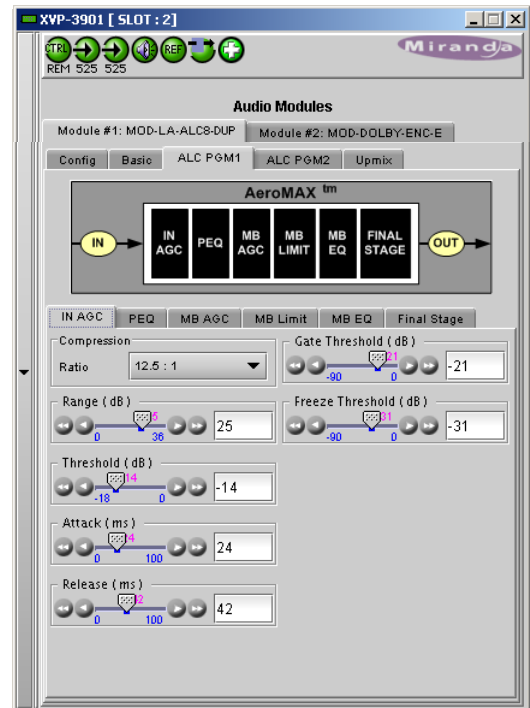 XVP-3901 [ SLOT : 2]
CTRL REF
REM 525 525
Miranda
Audio Modules
Module #1: MOD-LA-ALC8-DUP Module #2: MOD-DOLBY-ENC-E
Config Basic ALC PGM1 ALC PGM2 Upmix
AeroMAX tm
IN
IN AGC
PEQ
MB AGC
MB LIMIT
MB EQ
FINAL STAGE
OUT
IN AGC PEQ MB AGC MB Limit MB EQ Final Stage
Compression
Ratio 12.5 : 1
Gate Threshold ( dB )
21
-90 0
-21
Range ( dB )
5
0 36
25
Freeze Threshold ( dB )
31
-90 0
-31
Threshold ( dB )
14
-18 0
-14
Attack ( ms )
4
0 100
24
Release ( ms )
2
0 100
42